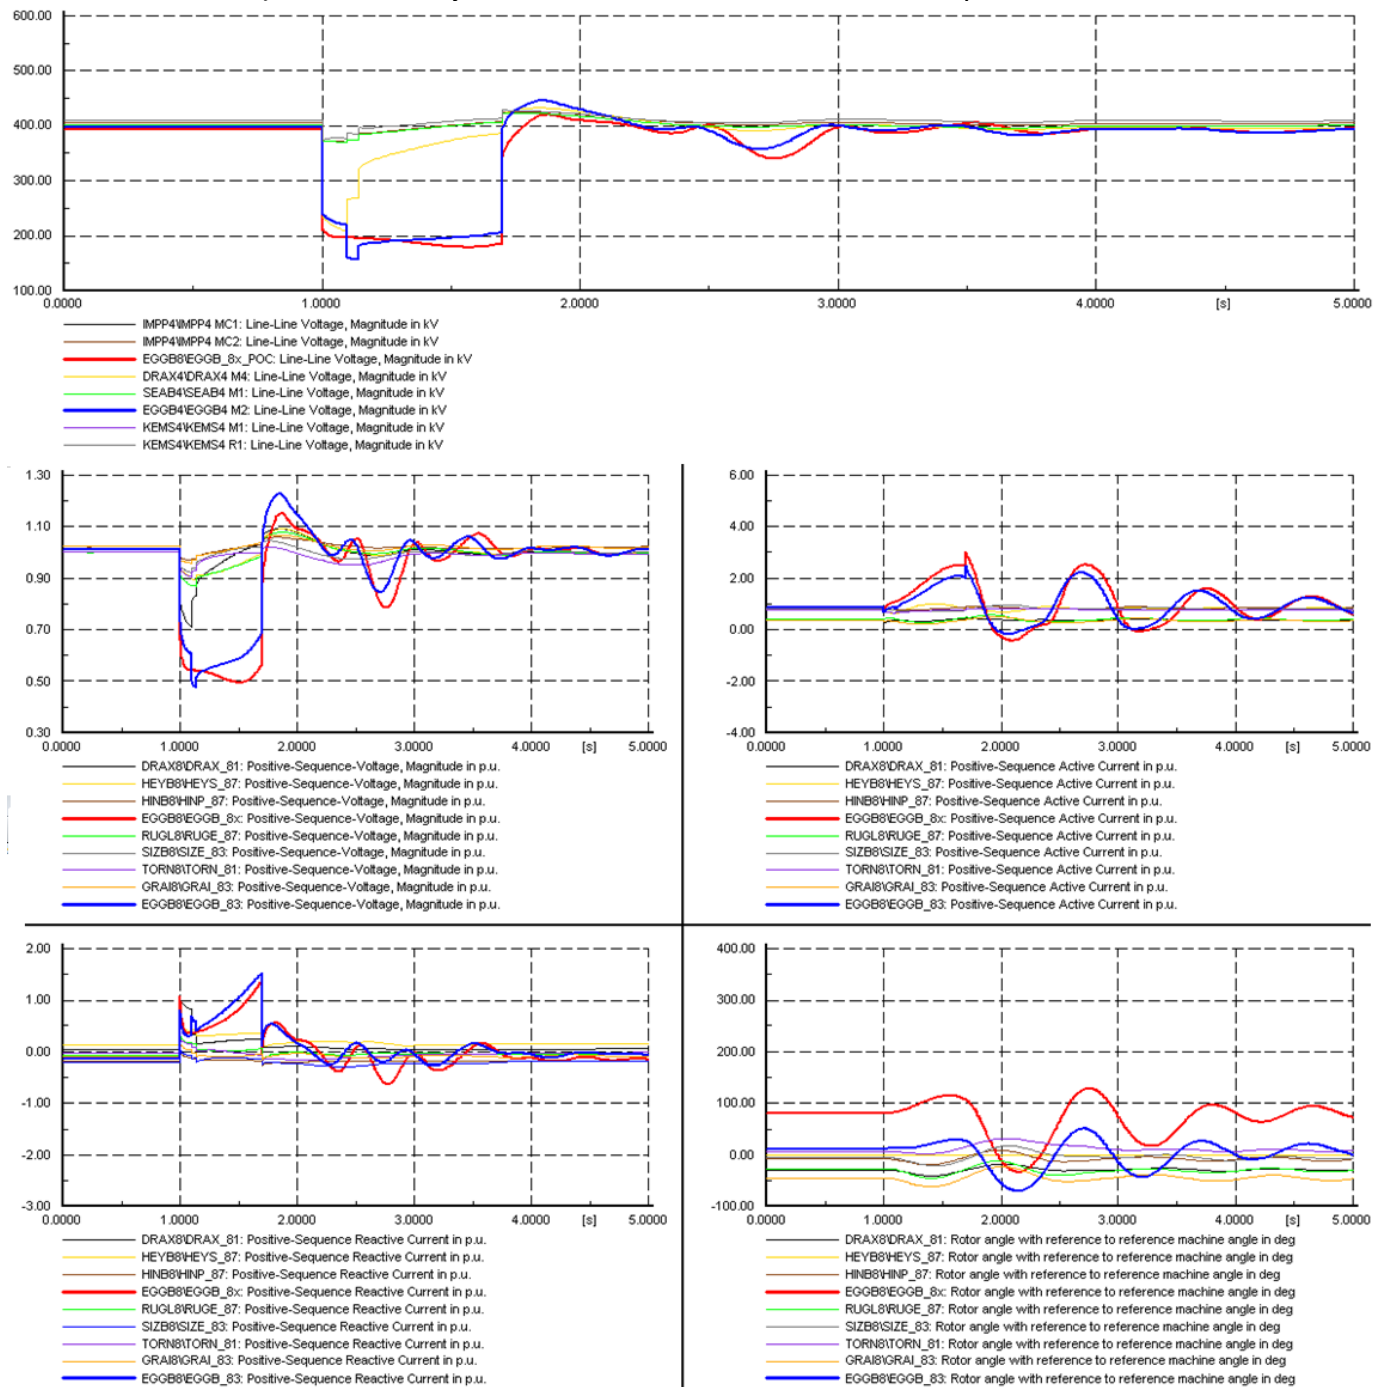 600.00
500.00
400.00
300.00
200.00
100.00
0.0000 1.0000 2.0000 3.0000 4.0000 [s] 5.0000
IMPP4\IMPP4 MC1: Line-Line Voltage, Magnitude in kV
IMPP4\IMPP4 MC2: Line-Line Voltage, Magnitude in kV
EGGB8\EGGB_8x_POC: Line-Line Voltage, Magnitude in kV
DRAX4\DRAX4 M4: Line-Line Voltage, Magnitude in kV
SEAB4\SEAB4 M1: Line-Line Voltage, Magnitude in kV
EGGB4\EGGB4 M2: Line-Line Voltage, Magnitude in kV
KEMS4\KEMS4 M1: Line-Line Voltage, Magnitude in kV
KEMS4\KEMS4 R1: Line-Line Voltage, Magnitude in kV
1.30
1.10
0.90
0.70
0.50
0.30
0.0000 1.0000 2.0000 3.0000 4.0000 [s] 5.0000
DRAX8\DRAX_81: Positive-Sequence-Voltage, Magnitude in p.u.
HEYB8\HEYS_87: Positive-Sequence-Voltage, Magnitude in p.u.
HINB8\HINP_87: Positive-Sequence-Voltage, Magnitude in p.u.
EGGB8\EGGB_8x: Positive-Sequence-Voltage, Magnitude in p.u.
RUGL8\RUGE_87: Positive-Sequence-Voltage, Magnitude in p.u.
SIZB8\SIZE_83: Positive-Sequence-Voltage, Magnitude in p.u.
TORN8\TORN_81: Positive-Sequence-Voltage, Magnitude in p.u.
GRAI8\GRAI_83: Positive-Sequence-Voltage, Magnitude in p.u.
EGGB8\EGGB_83: Positive-Sequence-Voltage, Magnitude in p.u.
6.00
4.00
2.00
0.00
-2.00
-4.00
0.0000 1.0000 2.0000 3.0000 4.0000 [s] 5.0000
DRAX8\DRAX_81: Positive-Sequence Active Current in p.u.
HEYB8\HEYS_87: Positive-Sequence Active Current in p.u.
HINB8\HINP_87: Positive-Sequence Active Current in p.u.
EGGB8\EGGB_8x: Positive-Sequence Active Current in p.u.
RUGL8\RUGE_87: Positive-Sequence Active Current in p.u.
SIZB8\SIZE_83: Positive-Sequence Active Current in p.u.
TORN8\TORN_81: Positive-Sequence Active Current in p.u.
GRAI8\GRAI_83: Positive-Sequence Active Current in p.u.
EGGB8\EGGB_83: Positive-Sequence Active Current in p.u.
2.00
1.00
0.00
-1.00
-2.00
-3.00
0.0000 1.0000 2.0000 3.0000 4.0000 [s] 5.0000
DRAX8\DRAX_81: Positive-Sequence Reactive Current in p.u.
HEYB8\HEYS_87: Positive-Sequence Reactive Current in p.u.
HINB8\HINP_87: Positive-Sequence Reactive Current in p.u.
EGGB8\EGGB_8x: Positive-Sequence Reactive Current in p.u.
RUGL8\RUGE_87: Positive-Sequence Reactive Current in p.u.
SIZB8\SIZE_83: Positive-Sequence Reactive Current in p.u.
TORN8\TORN_81: Positive-Sequence Reactive Current in p.u.
GRAI8\GRAI_83: Positive-Sequence Reactive Current in p.u.
EGGB8\EGGB_83: Positive-Sequence Reactive Current in p.u.
400.00
300.00
200.00
100.00
0.00
-100.00
0.0000 1.0000 2.0000 3.0000 4.0000 [s] 5.0000
DRAX8\DRAX_81: Rotor angle with reference to reference machine angle in deg
HEYB8\HEYS_87: Rotor angle with reference to reference machine angle in deg
HINB8\HINP_87: Rotor angle with reference to reference machine angle in deg
EGGB8\EGGB_8x: Rotor angle with reference to reference machine angle in deg
RUGL8\RUGE_87: Rotor angle with reference to reference machine angle in deg
SIZB8\SIZE_83: Rotor angle with reference to reference machine angle in deg
TORN8\TORN_81: Rotor angle with reference to reference machine angle in deg
GRAI8\GRAI_83: Rotor angle with reference to reference machine angle in deg
EGGB8\EGGB_83: Rotor angle with reference to reference machine angle in deg